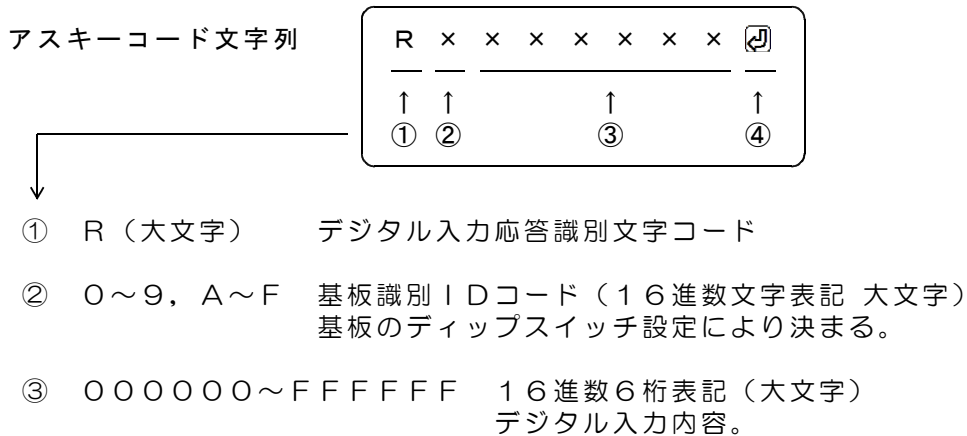 アスキーコード文字列
R × × × × × × × ⏎
↑ ↑ ↑ ↑
① ② ③ ④
① R(大文字) デジタル入力応答識別文字コード
② 0~9,A~F 基板識別IDコード(16進数文字表記 大文字)
基板のディップスイッチ設定により決まる。
③ 000000~FFFFFF 16進数6桁表記(大文字)
デジタル入力内容。